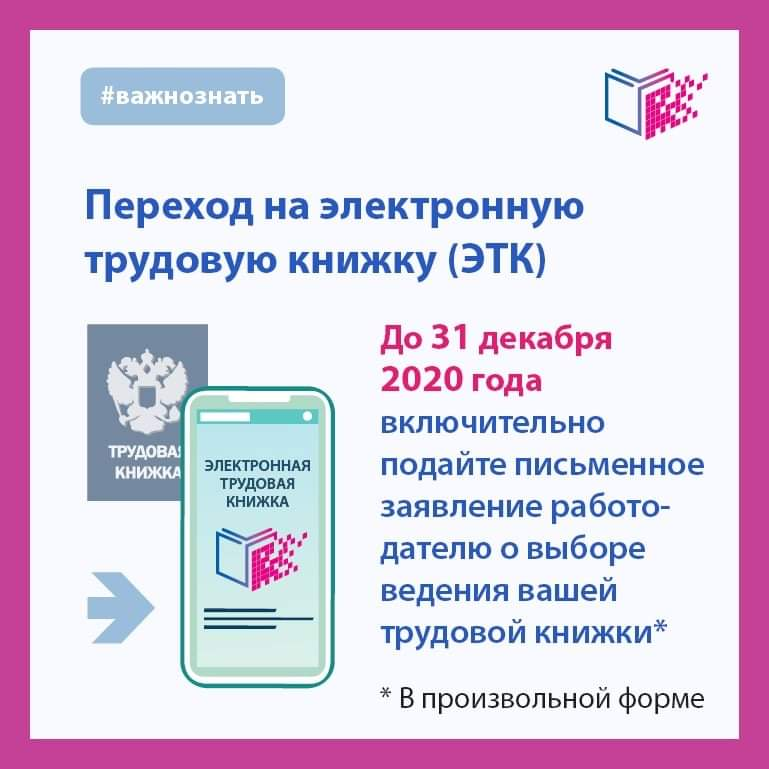 #важнознать
Переход на электронную
трудовую книжку (ЭТК)
ТРУДОВАЯ
КНИЖКА
ЭЛЕКТРОННАЯ
ТРУДОВАЯ
КНИЖКА
До 31 декабря
2020 года
включительно
подайте письменное
заявление работо-
дателю о выборе
ведения вашей
трудовой книжки*
* В произвольной форме